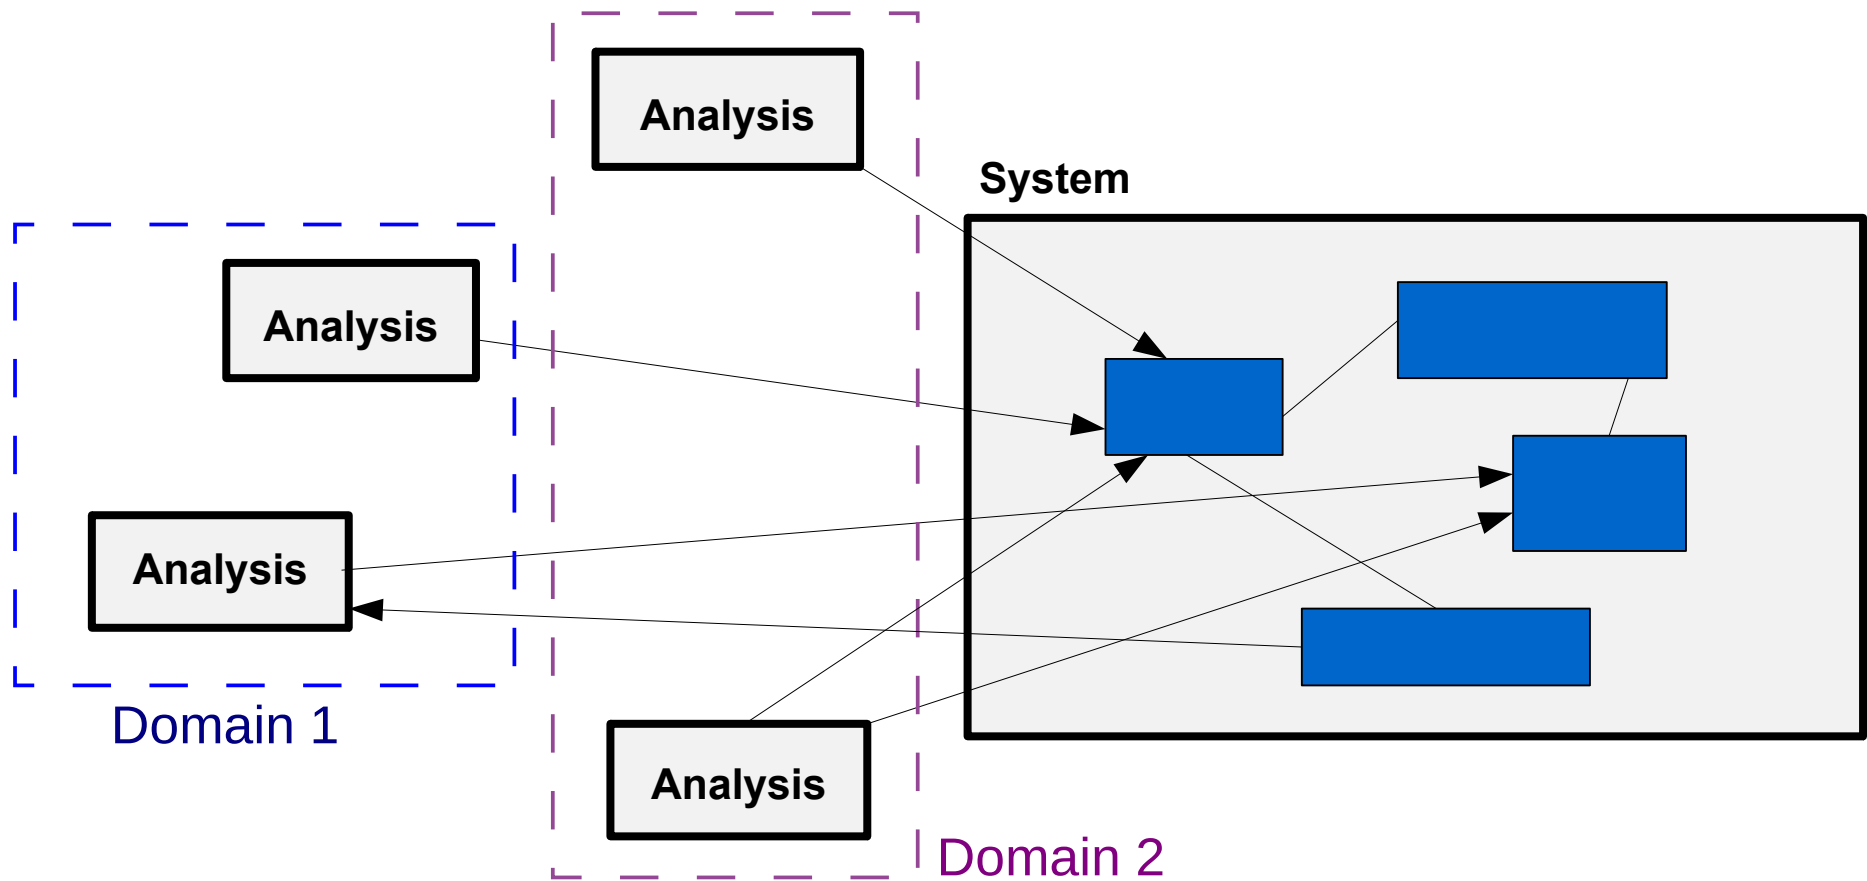 Analysis
System
Analysis
Analysis
Domain 1
Analysis
Domain 2